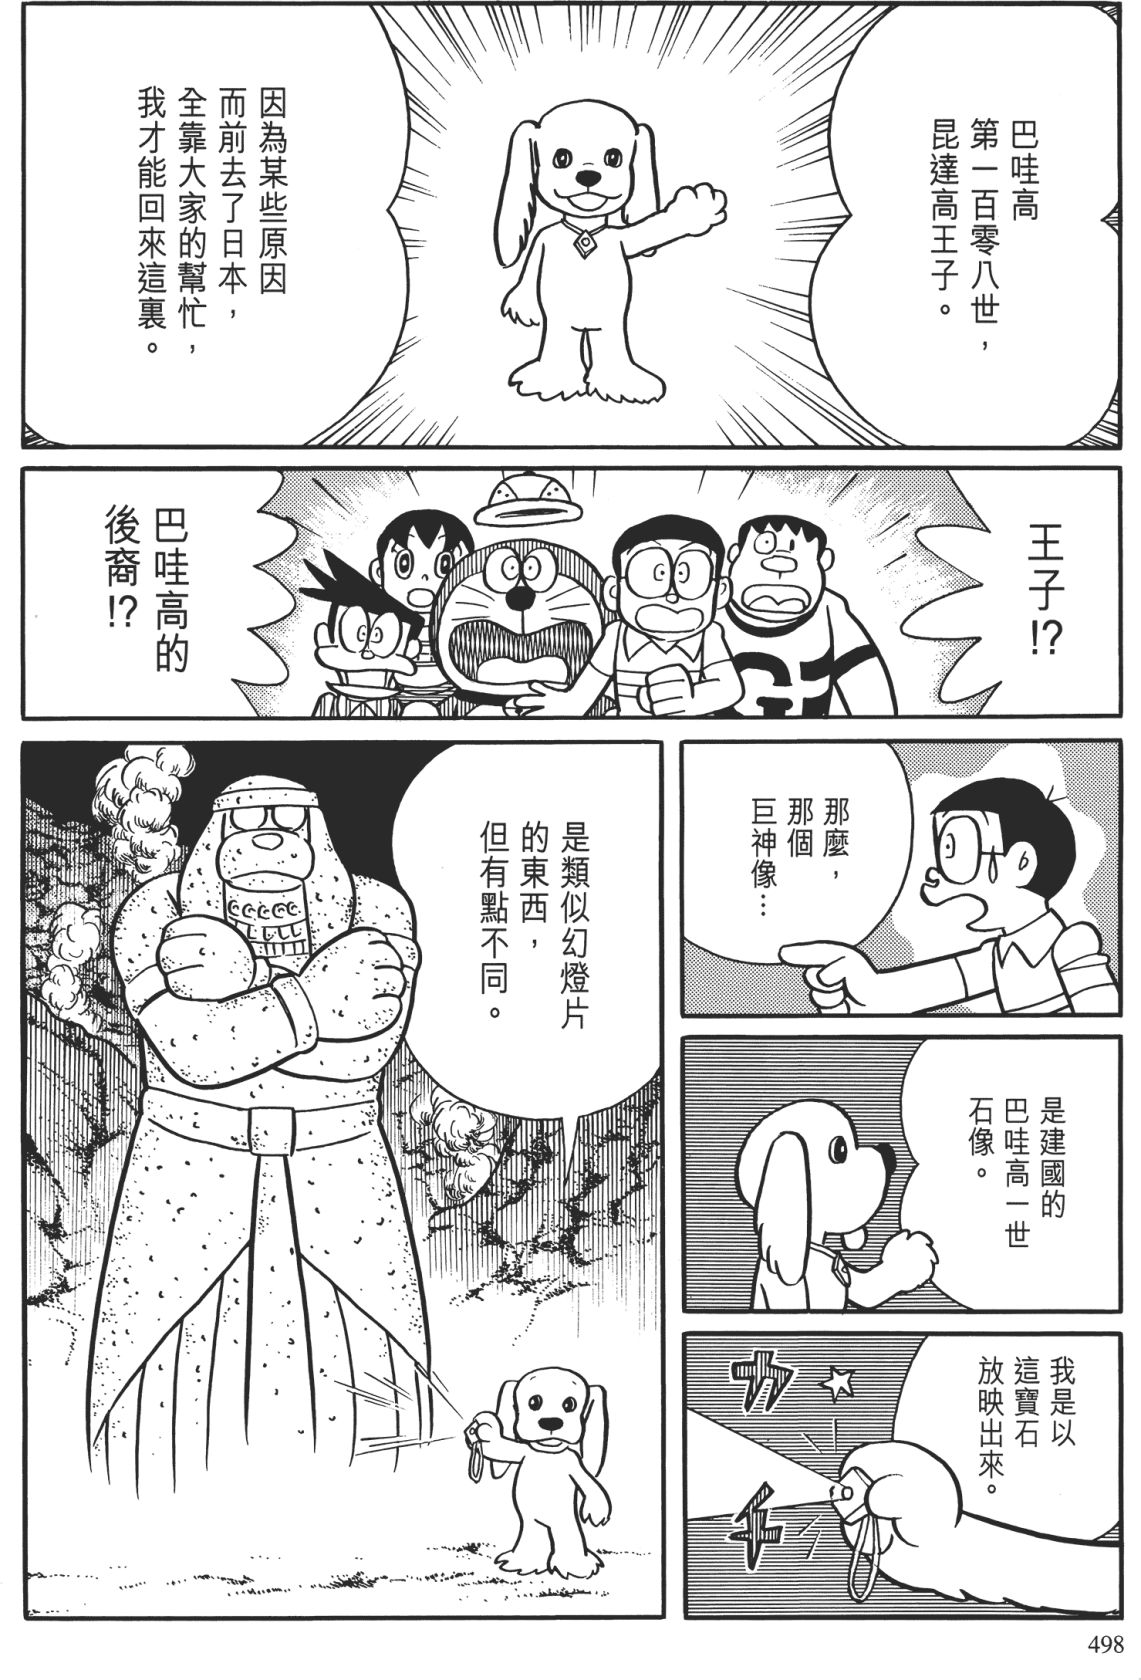 巴哇高
第一百零八世，
昆達高王子。
因為某些原因
而前去了日本，
全靠大家的幫忙，
我才能回來這裏。
王子!?
巴哇高的
後裔!?
那麼，
那個
巨神像…
是建國的
巴哇高一世
石像。
我是以
這寶石
放映出來。
カ
チ
是類似幻燈片
的東西，
但有點不同。
498